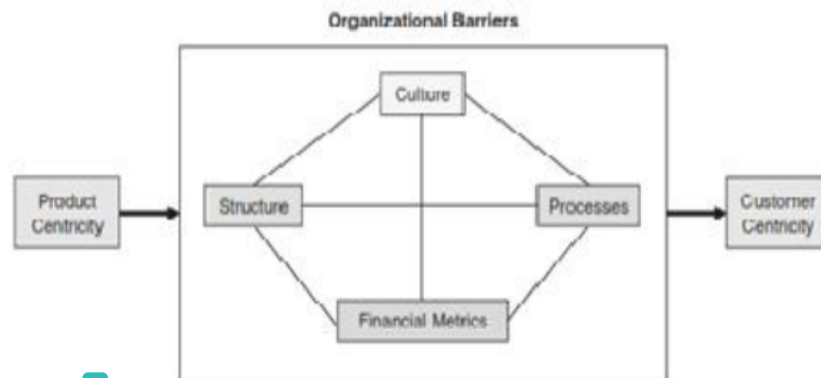 Organizational Barriers
Culture
Product
Centricity
Structure
Processes
Customer
Centricity
Financial Metrics